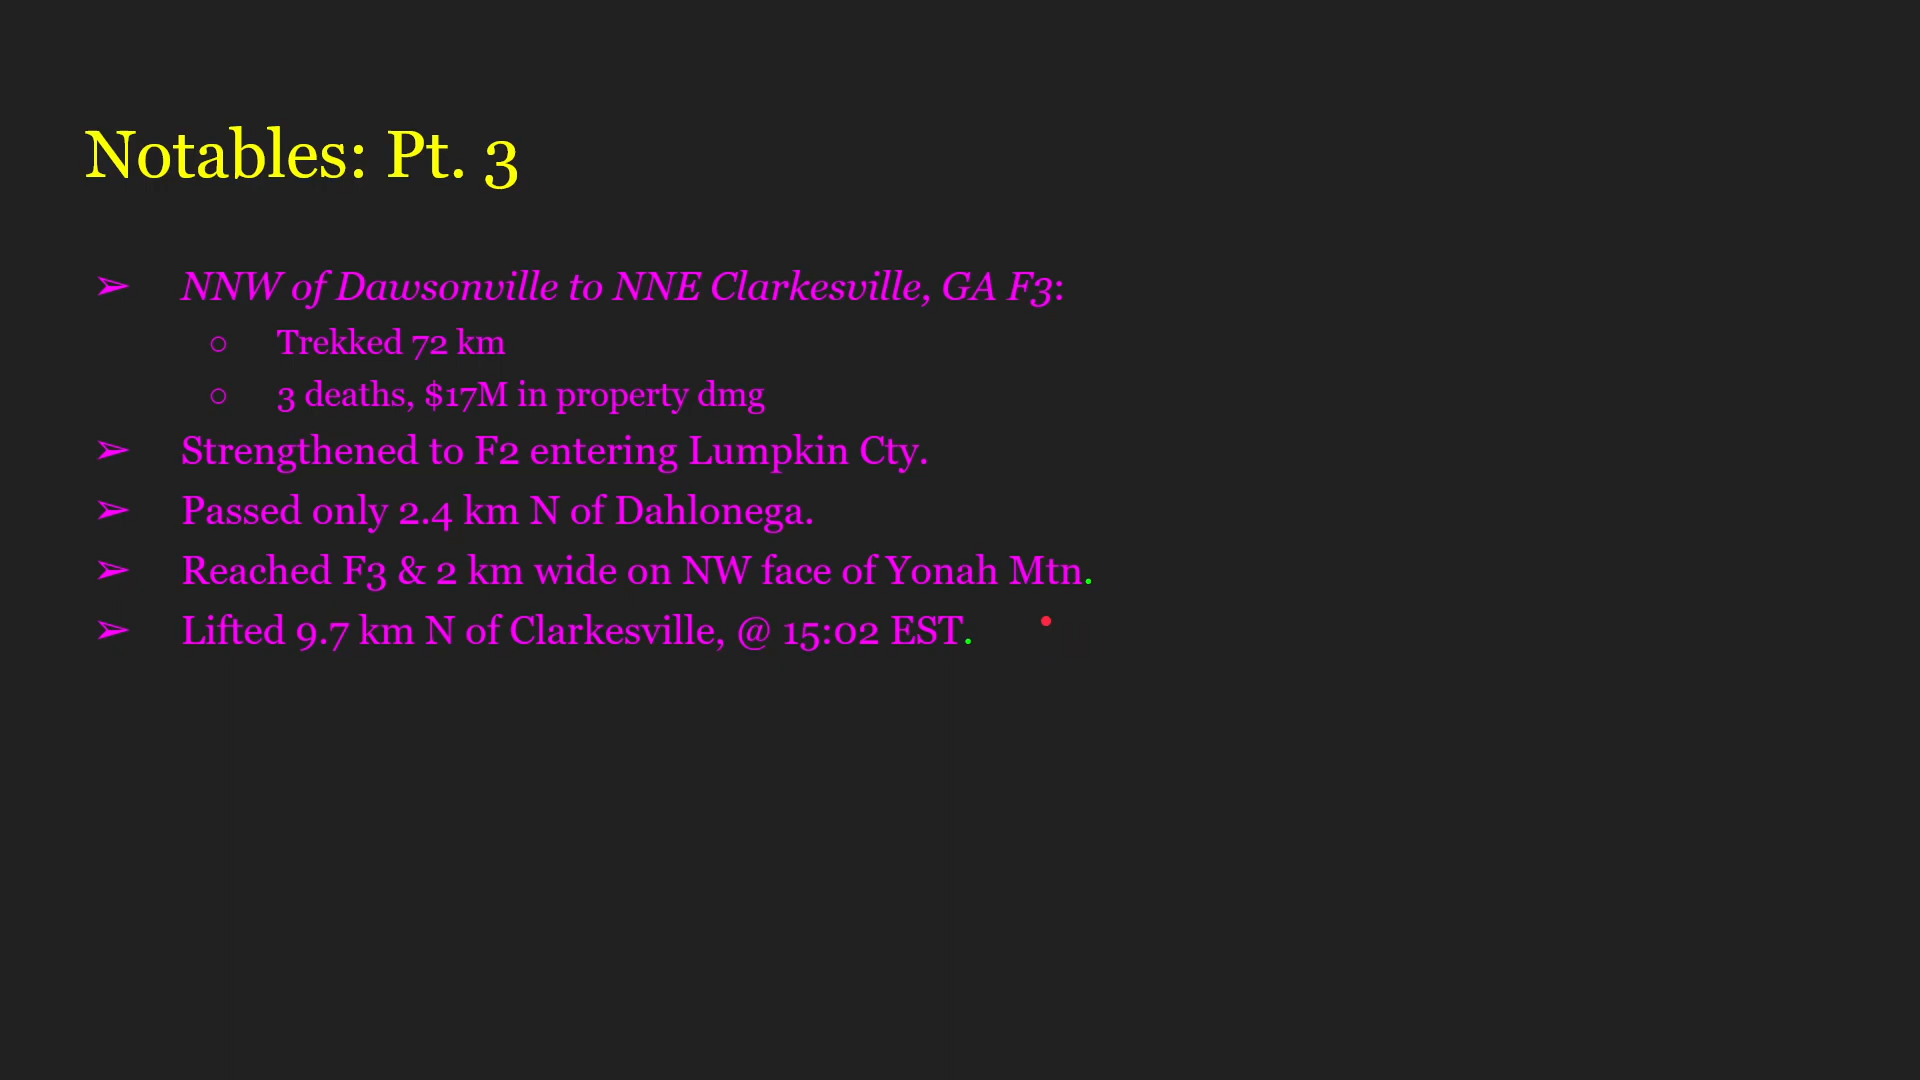 Notables: Pt. 3
➢ NNW of Dawsonville to NNE Clarkesville, GA F3:
○ Trekked 72 km
○ 3 deaths, $17M in property dmg
➢ Strengthened to F2 entering Lumpkin Cty.
➢ Passed only 2.4 km N of Dahlonega.
➢ Reached F3 & 2 km wide on NW face of Yonah Mtn.
➢ Lifted 9.7 km N of Clarkesville, @ 15:02 EST.